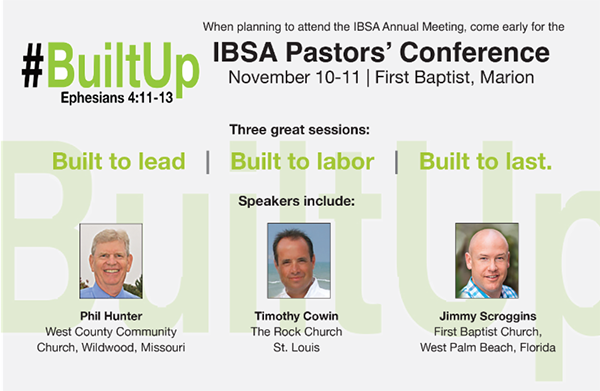 When planning to attend the IBSA Annual Meeting, come early for the
#BuiltUp
Ephesians 4:11-13
IBSA Pastors' Conference
November 10-11 | First Baptist, Marion
Three great sessions:
Built to lead | Built to labor | Built to last.
BuiltUp
Speakers include:
Phil Hunter
West County Community
Church, Wildwood, Missouri
Timothy Cowin
The Rock Church
St. Louis
Jimmy Scroggins
First Baptist Church,
West Palm Beach, Florida